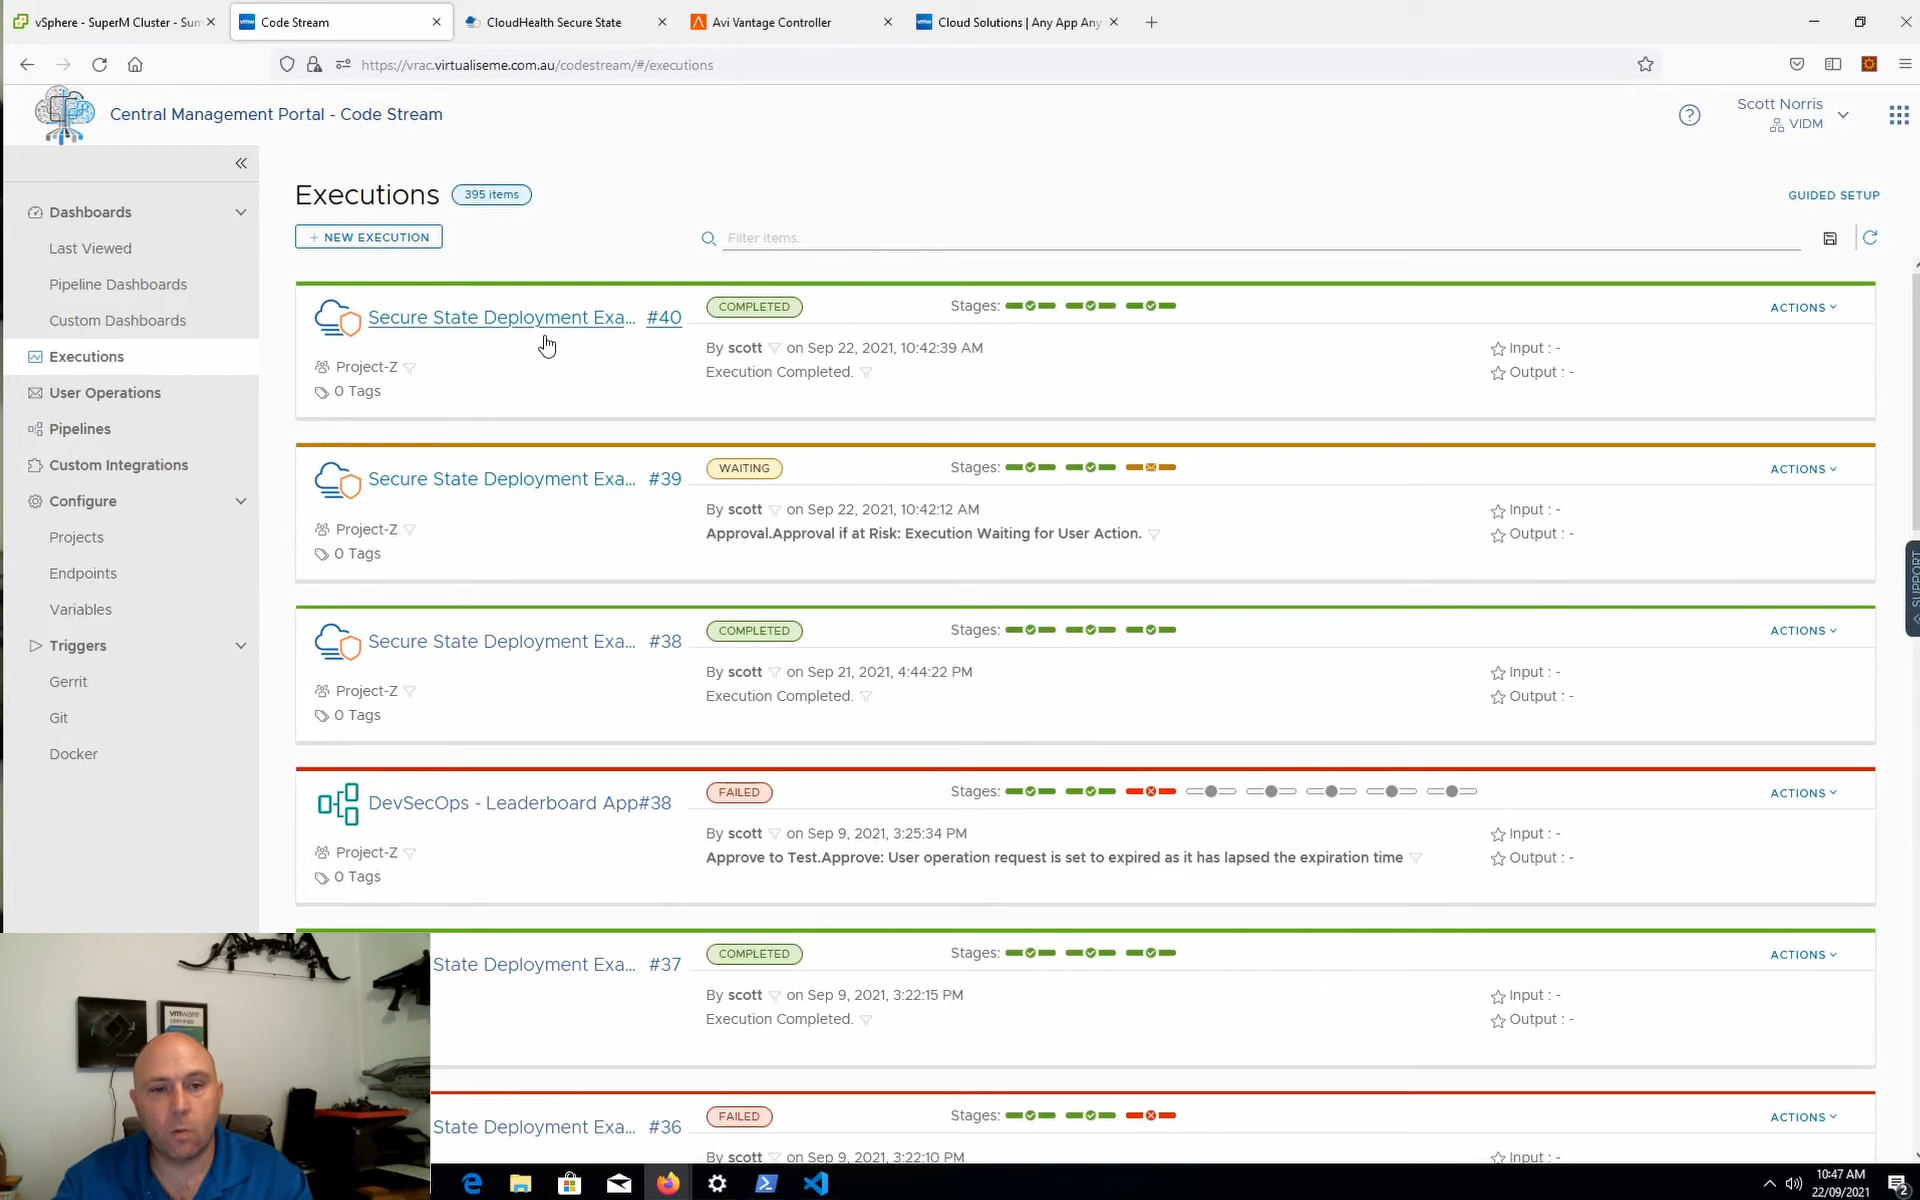 vSphere - SuperM Cluster - Sum
Code Stream
CloudHealth Secure State
Avi Vantage Controller
Cloud Solutions | Any App Any
https://vrac.virtualiseme.com.au/codestream/#/executions
Central Management Portal - Code Stream
Scott Norris
VIDM
Dashboards
Last Viewed
Pipeline Dashboards
Custom Dashboards
Executions
User Operations
Pipelines
Custom Integrations
Configure
Projects
Endpoints
Variables
Triggers
Gerrit
Git
Docker
Executions
395 items
GUIDED SETUP
+ NEW EXECUTION
Filter items.
Secure State Deployment Exa... #40
COMPLETED
Stages:
ACTIONS
By scott on Sep 22, 2021, 10:42:39 AM
Input : -
Project-Z
Execution Completed.
Output : -
0 Tags
Secure State Deployment Exa... #39
WAITING
Stages:
ACTIONS
By scott on Sep 22, 2021, 10:42:12 AM
Input : -
Project-Z
Approval.Approval if at Risk: Execution Waiting for User Action.
Output : -
0 Tags
SUPPORT
Secure State Deployment Exa... #38
COMPLETED
Stages:
ACTIONS
By scott on Sep 21, 2021, 4:44:22 PM
Input : -
Project-Z
Execution Completed.
Output : -
0 Tags
DevSecOps - Leaderboard App#38
FAILED
Stages:
ACTIONS
By scott on Sep 9, 2021, 3:25:34 PM
Input : -
Project-Z
Approve to Test.Approve: User operation request is set to expired as it has lapsed the expiration time
Output : -
0 Tags
State Deployment Exa... #37
COMPLETED
Stages:
ACTIONS
By scott on Sep 9, 2021, 3:22:15 PM
Input : -
Execution Completed.
Output : -
State Deployment Exa... #36
FAILED
Stages:
ACTIONS
By scott on Sep 9, 2021, 3:22:10 PM
Input : -
vmware
CERTIFIED
10:47 AM
22/09/2021
2